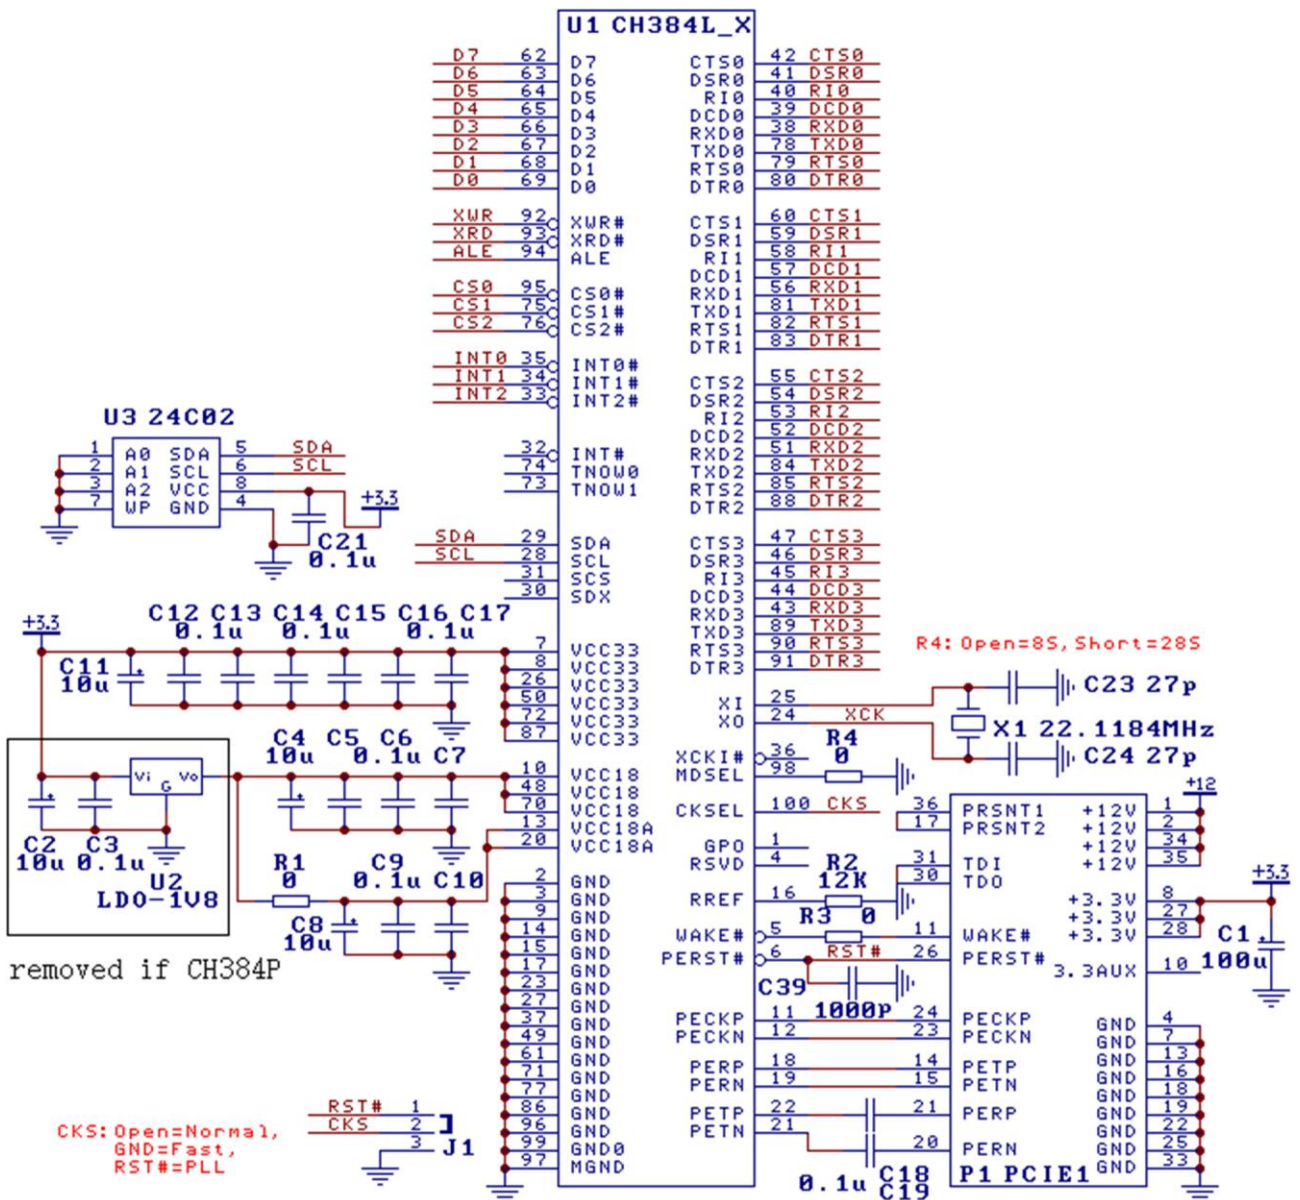 U1 CH384L_X
D7 62 D7 CTS0 42 CTS0
D6 63 D6 DSR0 41 DSR0
D5 64 D5 RI0 40 RI0
D4 65 D4 DCD0 39 DCD0
D3 66 D3 RXD0 38 RXD0
D2 67 D2 TXD0 78 TXD0
D1 68 D1 RTS0 79 RTS0
D0 69 D0 DTR0 80 DTR0
XWR 92 XWR# CTS1 60 CTS1
XRD 93 XRD# DSR1 59 DSR1
ALE 94 ALE RI1 58 RI1
DCD1 57 DCD1
CS0 95 CS0# RXD1 56 RXD1
CS1 75 CS1# TXD1 81 TXD1
CS2 76 CS2# RTS1 82 RTS1
DTR1 83 DTR1
INT0 35 INT0#
INT1 34 INT1# CTS2 55 CTS2
INT2 33 INT2# DSR2 54 DSR2
RI2 53 RI2
DCD2 52 DCD2
32 INT# RXD2 51 RXD2
74 TNOW0 TXD2 84 TXD2
73 TNOW1 RTS2 85 RTS2
DTR2 88 DTR2
U3 24C02
1 A0 SDA 5 SDA
2 A1 SCL 6 SCL
3 A2 VCC 8
7 WP GND 4
+3.3
C21
0.1u
SDA 29 SDA CTS3 47 CTS3
SCL 28 SCL DSR3 46 DSR3
31 SCS RI3 45 RI3
30 SDX DCD3 44 DCD3
RXD3 43 RXD3
TXD3 89 TXD3
RTS3 90 RTS3
DTR3 91 DTR3
+3.3
C12 C13 C14 C15 C16 C17
0.1u 0.1u 0.1u
C11
10u
7 VCC33
8 VCC33
26 VCC33
50 VCC33
72 VCC33
87 VCC33
R4: Open=8S, Short=28S
XI 25
XO 24 XCK
C23 27p
X1 22.1184MHz
C24 27p
XCKI# 36
R4
0
MDSEL 98
CKSEL 100 CKS
GPO 1
RSVD 4
R2
12K
RREF 16
R3 0
WAKE# 5
PERST# 6 RST#
C39
1000P
C4 C5 C6 C7
10u 0.1u
10 VCC18
48 VCC18
70 VCC18
13 VCC18A
20 VCC18A
Vi Vo
G
C2 C3
10u 0.1u
U2
LDO-1V8
removed if CH384P
R1
0
C9
0.1u C10
C8
10u
2 GND
3 GND
9 GND
14 GND
15 GND
17 GND
23 GND
27 GND
37 GND
49 GND
61 GND
71 GND
77 GND
86 GND
96 GND
99 GND0
97 MGND
PECKP 11
PECKN 12
PERP 18
PERN 19
PETP 22
PETN 21
0.1u C18
C19
+12
36 PRSNT1 +12V 1
17 PRSNT2 +12V 2
+12V 34
31 TDI +12V 35
30 TDO
+3.3V 8
+3.3V 27
11 WAKE# +3.3V 28
26 PERST#
3.3AUX 10
+3.3
C1
100u
24 PECKP GND 4
23 PECKN GND 7
14 PETP GND 13
15 PETN GND 16
GND 18
21 PERP GND 19
GND 22
20 PERN GND 25
GND 33
P1 PCIE1
RST# 1
CKS 2
3 J1
CKS: Open=Normal,
GND=Fast,
RST#=PLL